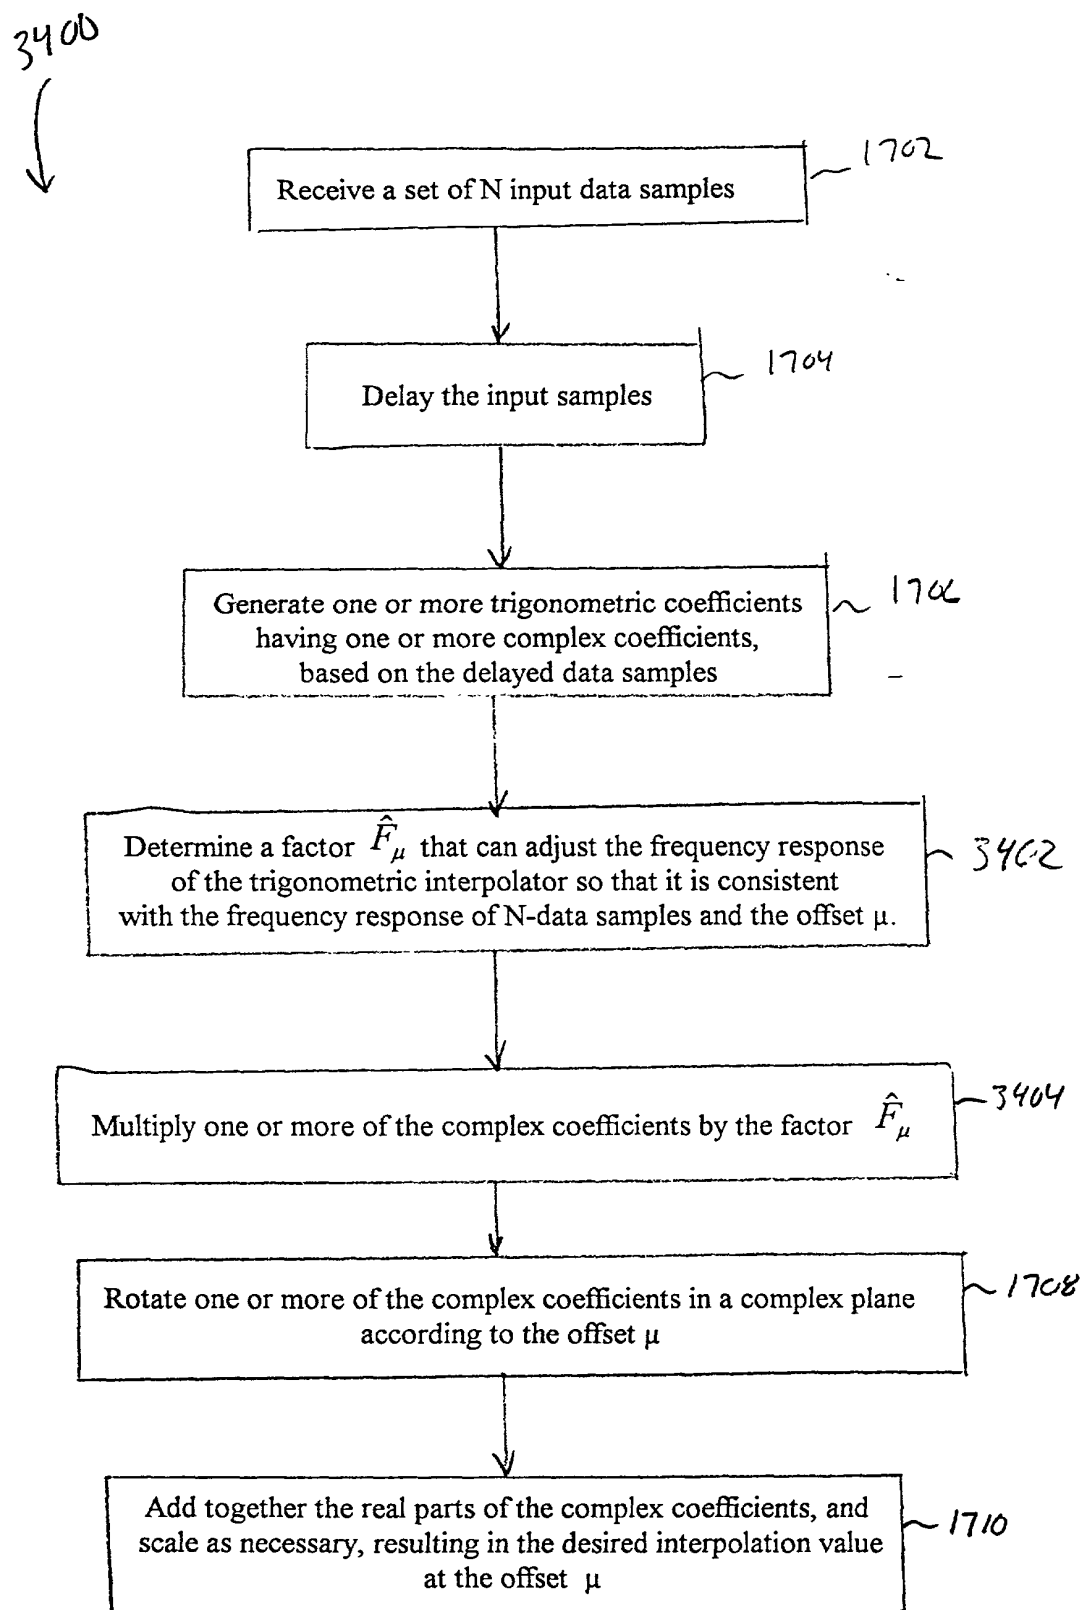 3400
Receive a set of N input data samples
1702
Delay the input samples
1704
Generate one or more trigonometric coefficients
having one or more complex coefficients,
based on the delayed data samples
1706
Determine a factor F̂μ that can adjust the frequency response
of the trigonometric interpolator so that it is consistent
with the frequency response of N-data samples and the offset μ.
3402
Multiply one or more of the complex coefficients by the factor F̂μ
3404
Rotate one or more of the complex coefficients in a complex plane
according to the offset μ
1708
Add together the real parts of the complex coefficients, and
scale as necessary, resulting in the desired interpolation value
at the offset μ
1710